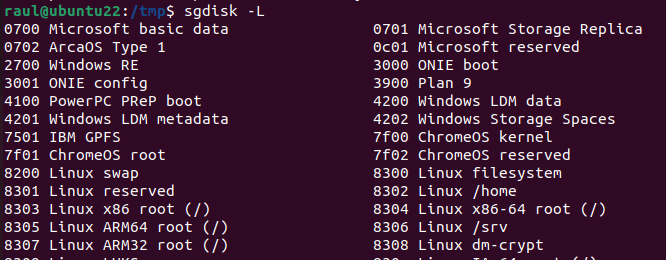 raul@ubuntu22:/tmp$ sgdisk -L
0700 Microsoft basic data 0701 Microsoft Storage Replica
0702 ArcaOS Type 1 0c01 Microsoft reserved
2700 Windows RE 3000 ONIE boot
3001 ONIE config 3900 Plan 9
4100 PowerPC PReP boot 4200 Windows LDM data
4201 Windows LDM metadata 4202 Windows Storage Spaces
7501 IBM GPFS 7f00 ChromeOS kernel
7f01 ChromeOS root 7f02 ChromeOS reserved
8200 Linux swap 8300 Linux filesystem
8301 Linux reserved 8302 Linux /home
8303 Linux x86 root (/) 8304 Linux x86-64 root (/)
8305 Linux ARM64 root (/) 8306 Linux /srv
8307 Linux ARM32 root (/) 8308 Linux dm-crypt